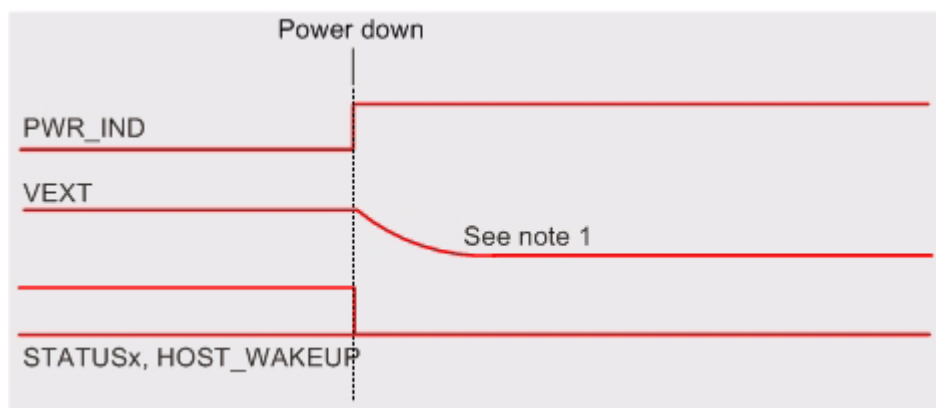 Power down
PWR_IND
VEXT
See note 1
STATUSx, HOST_WAKEUP